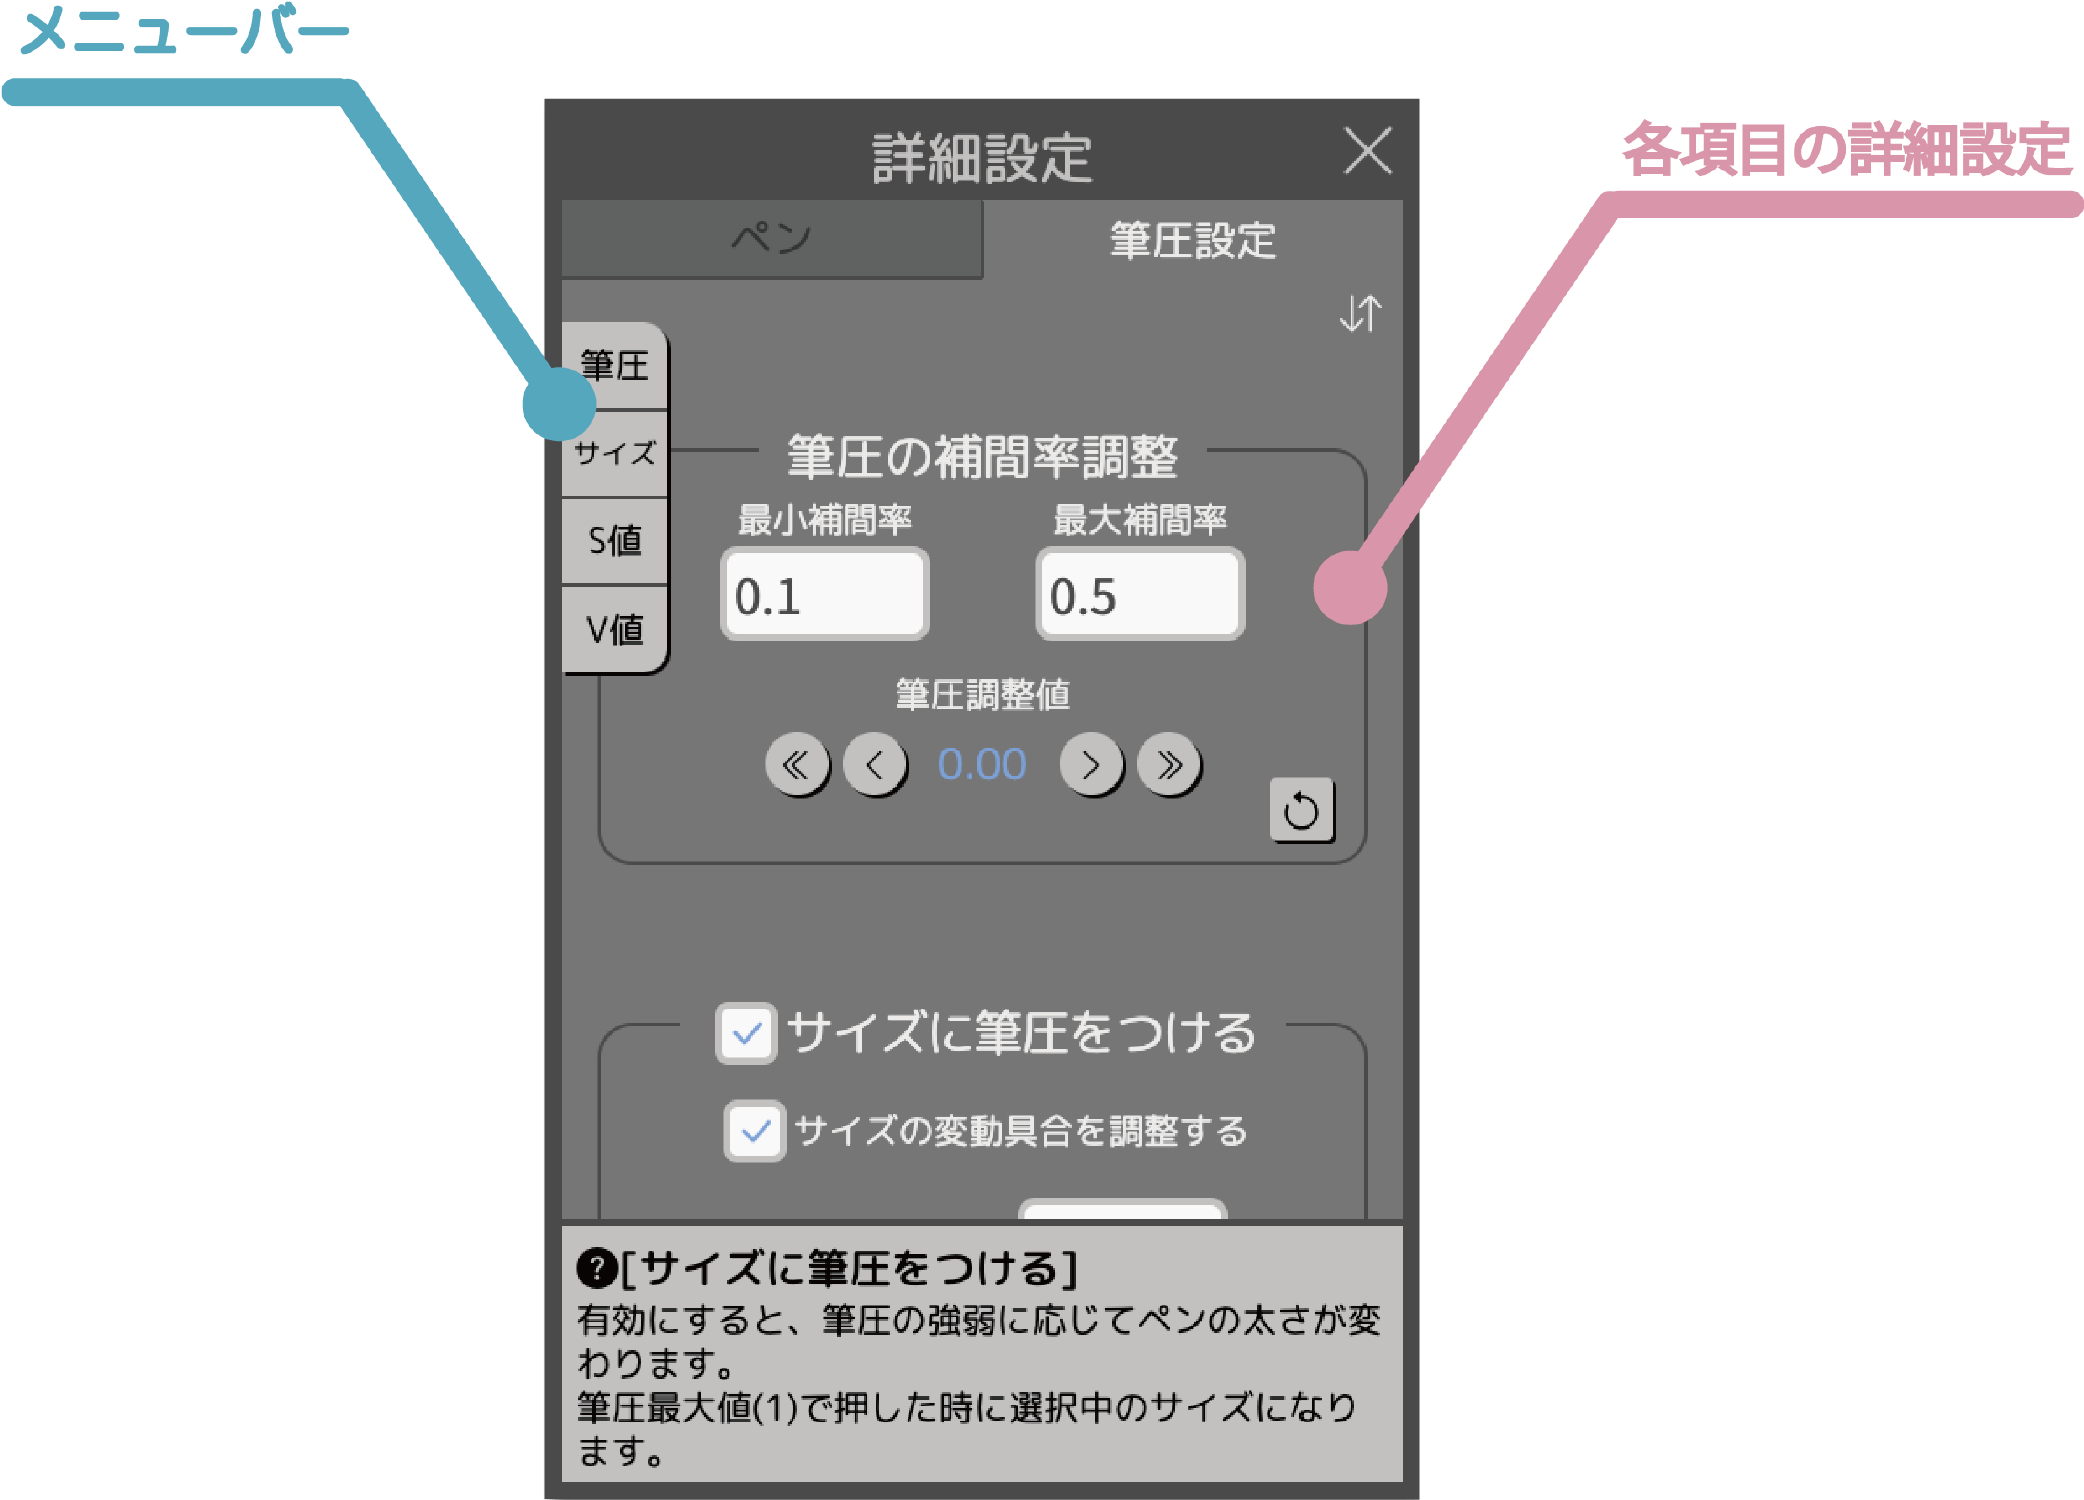 メニューバー
各項目の詳細設定
詳細設定
ペン
筆圧設定
筆圧
サイズ
S値
V値
筆圧の補間率調整
最小補間率
最大補間率
0.1
0.5
筆圧調整値
0.00
サイズに筆圧をつける
サイズの変動具合を調整する
?[サイズに筆圧をつける]
有効にすると、筆圧の強弱に応じてペンの太さが変
わります。
筆圧最大値(1)で押した時に選択中のサイズになり
ます。